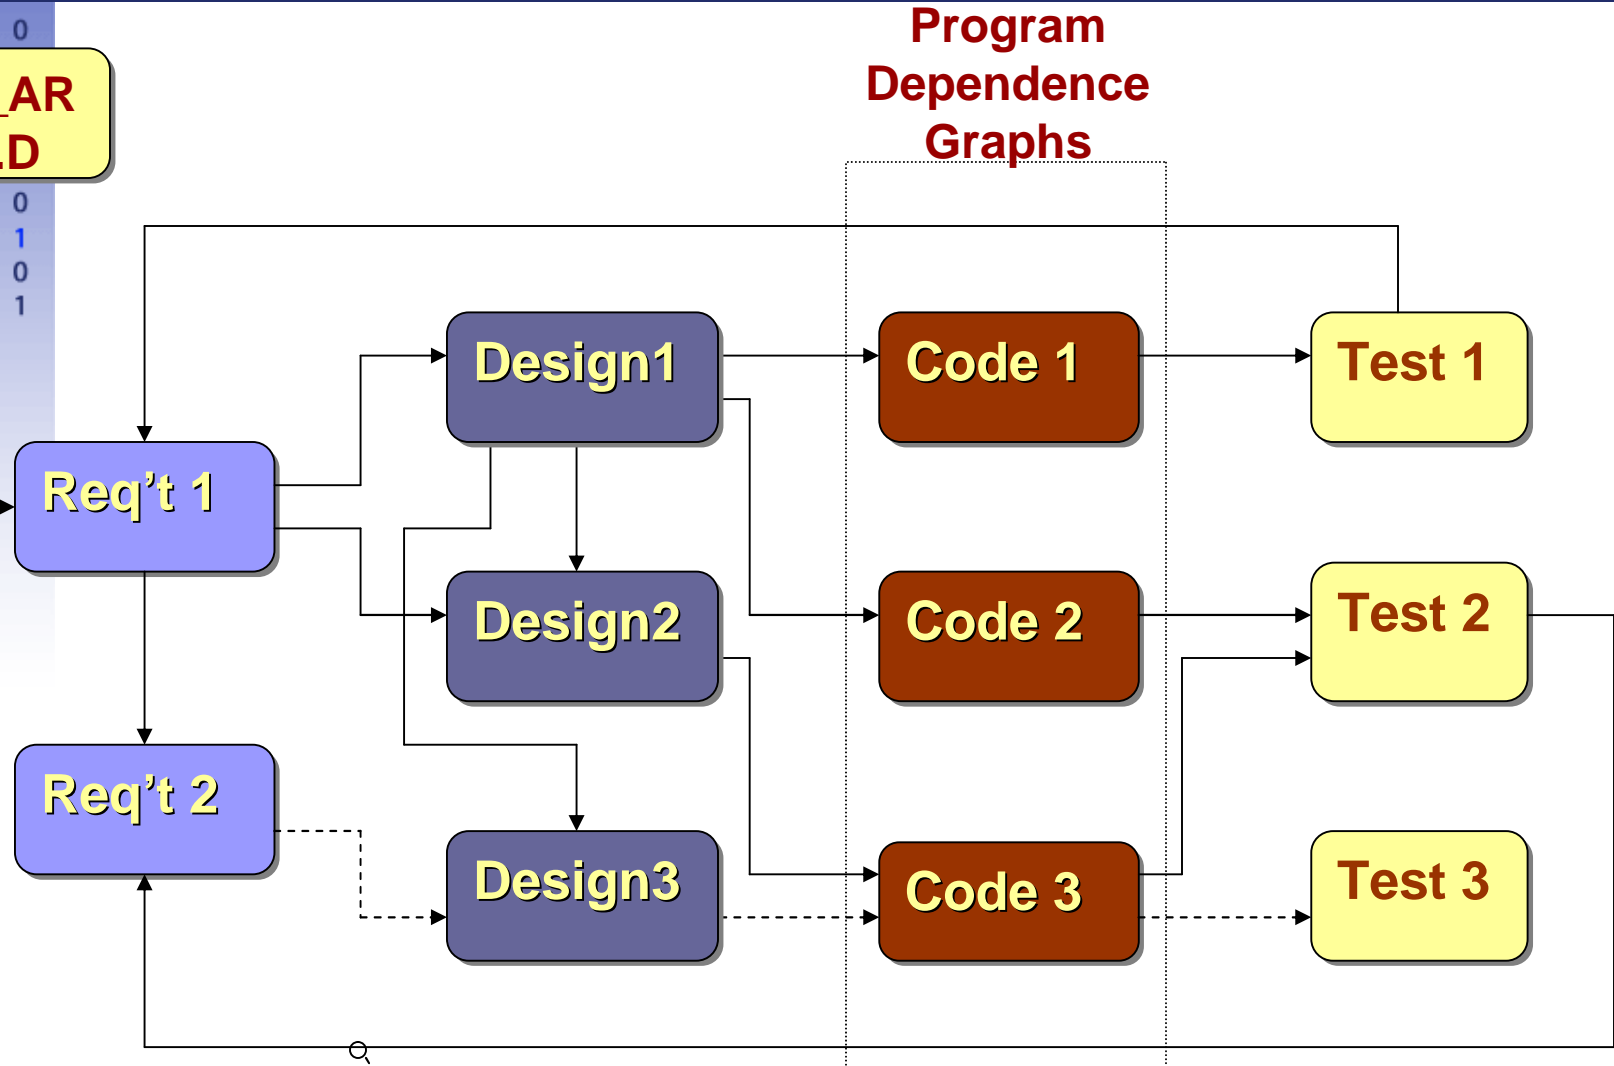 0
Program
Dependence
Graphs
_AR
.D
0
1
0
1
Design1
Code 1
Test 1
Req’t 1
Design2
Code 2
Test 2
Req’t 2
Design3
Code 3
Test 3